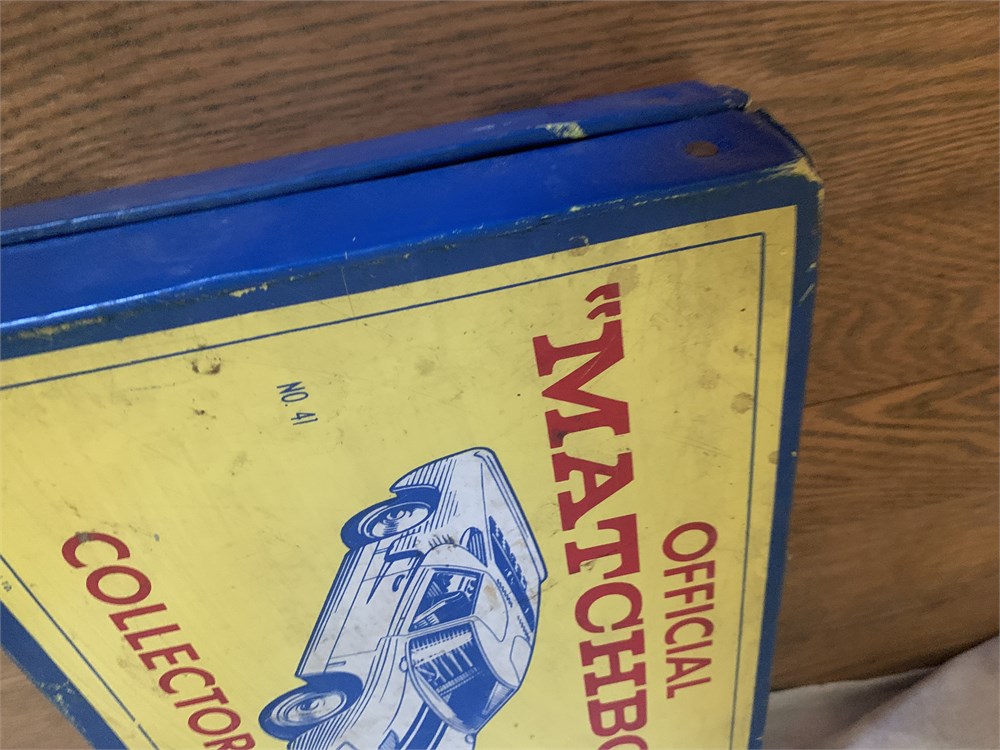 OFFICIAL
"MATCHBO
NO. 41
COLLECTOR